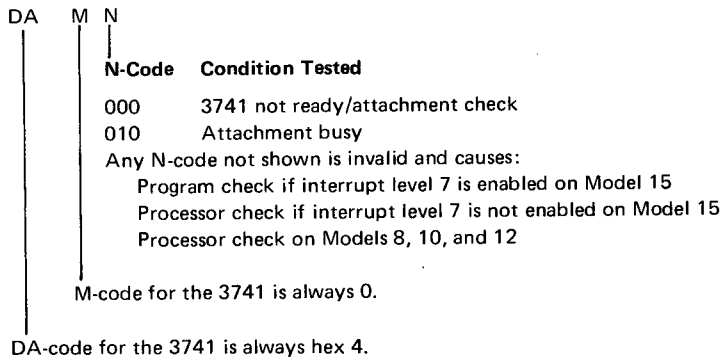 DA M N
N-Code Condition Tested
000 3741 not ready/attachment check
010 Attachment busy
Any N-code not shown is invalid and causes:
Program check if interrupt level 7 is enabled on Model 15
Processor check if interrupt level 7 is not enabled on Model 15
Processor check on Models 8, 10, and 12
M-code for the 3741 is always 0.
DA-code for the 3741 is always hex 4.